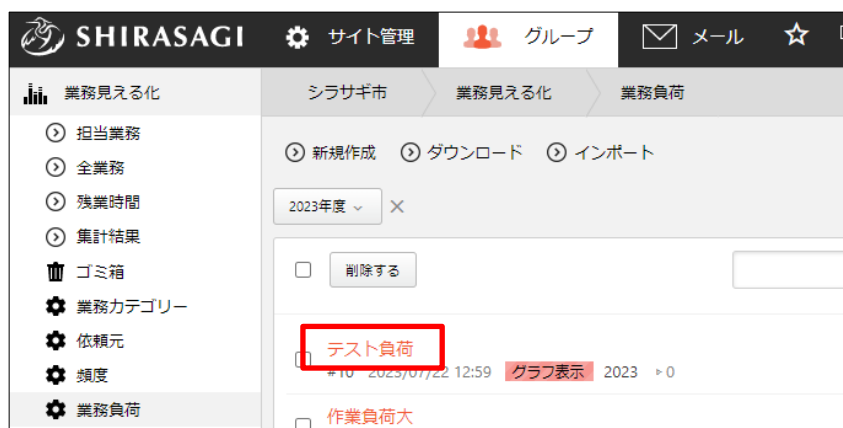 SHIRASAGI サイト管理 グループ メール
業務見える化
シラサギ市 業務見える化 業務負荷
担当業務
全業務
残業時間
集計結果
ゴミ箱
業務カテゴリー
依頼元
頻度
業務負荷
新規作成 ダウンロード インポート
2023年度
削除する
テスト負荷
#10 2023/07/22 12:59 グラフ表示 2023 0
作業負荷大